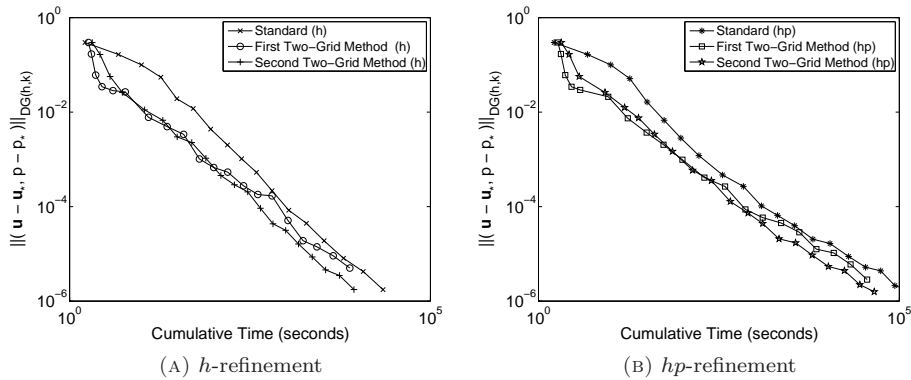 10^0
10^−2
10^−4
10^−6
||( u − u*, p − p* )||DG(h,k)
Standard (h)
First Two−Grid Method (h)
Second Two−Grid Method (h)
10^0
10^5
Cumulative Time (seconds)
(A) h-refinement
10^0
10^−2
10^−4
10^−6
||( u − u*, p − p* )||DG(h,k)
Standard (hp)
First Two−Grid Method (hp)
Second Two−Grid Method (hp)
10^0
10^5
Cumulative Time (seconds)
(B) hp-refinement